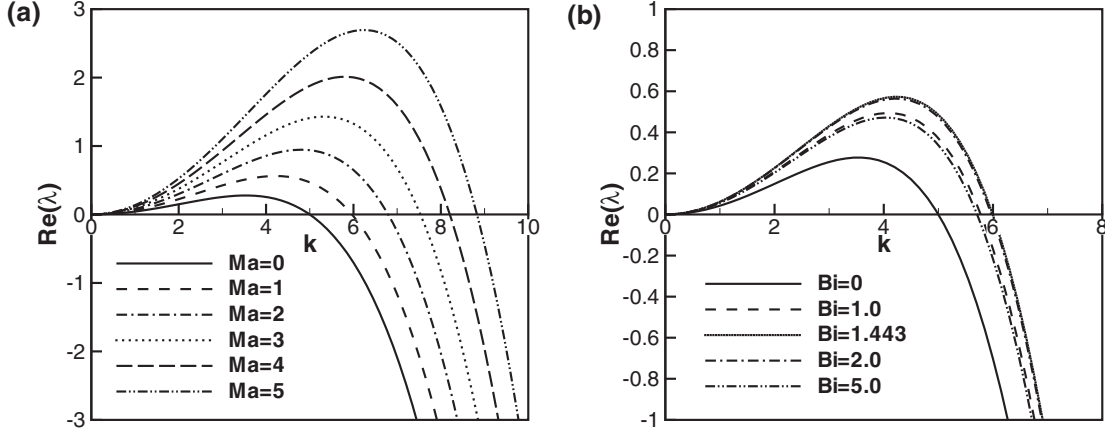 (a)
3
2
1
0
-1
-2
-3
Re(λ)
0 2 4 6 8 10
k
Ma=0
Ma=1
Ma=2
Ma=3
Ma=4
Ma=5
(b)
1
0.8
0.6
0.4
0.2
0
-0.2
-0.4
-0.6
-0.8
-1
Re(λ)
0 2 4 6 8
k
Bi=0
Bi=1.0
Bi=1.443
Bi=2.0
Bi=5.0